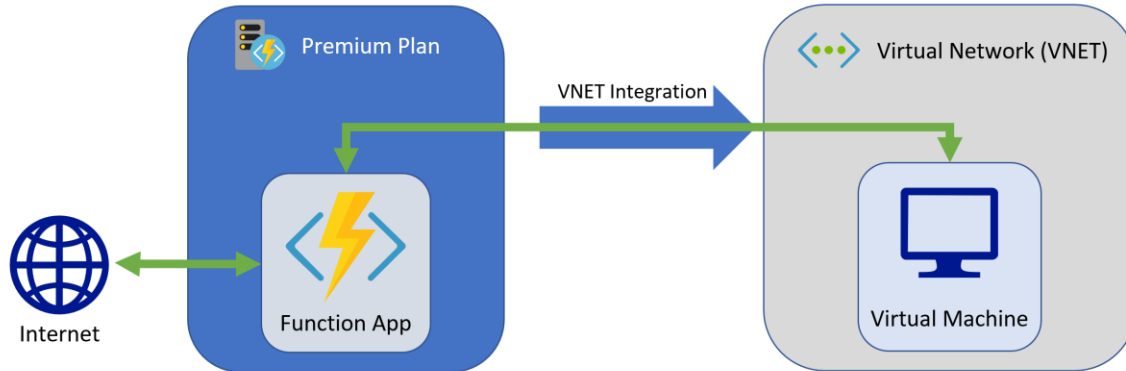 Premium Plan
Virtual Network (VNET)
VNET Integration
Internet
Function App
Virtual Machine